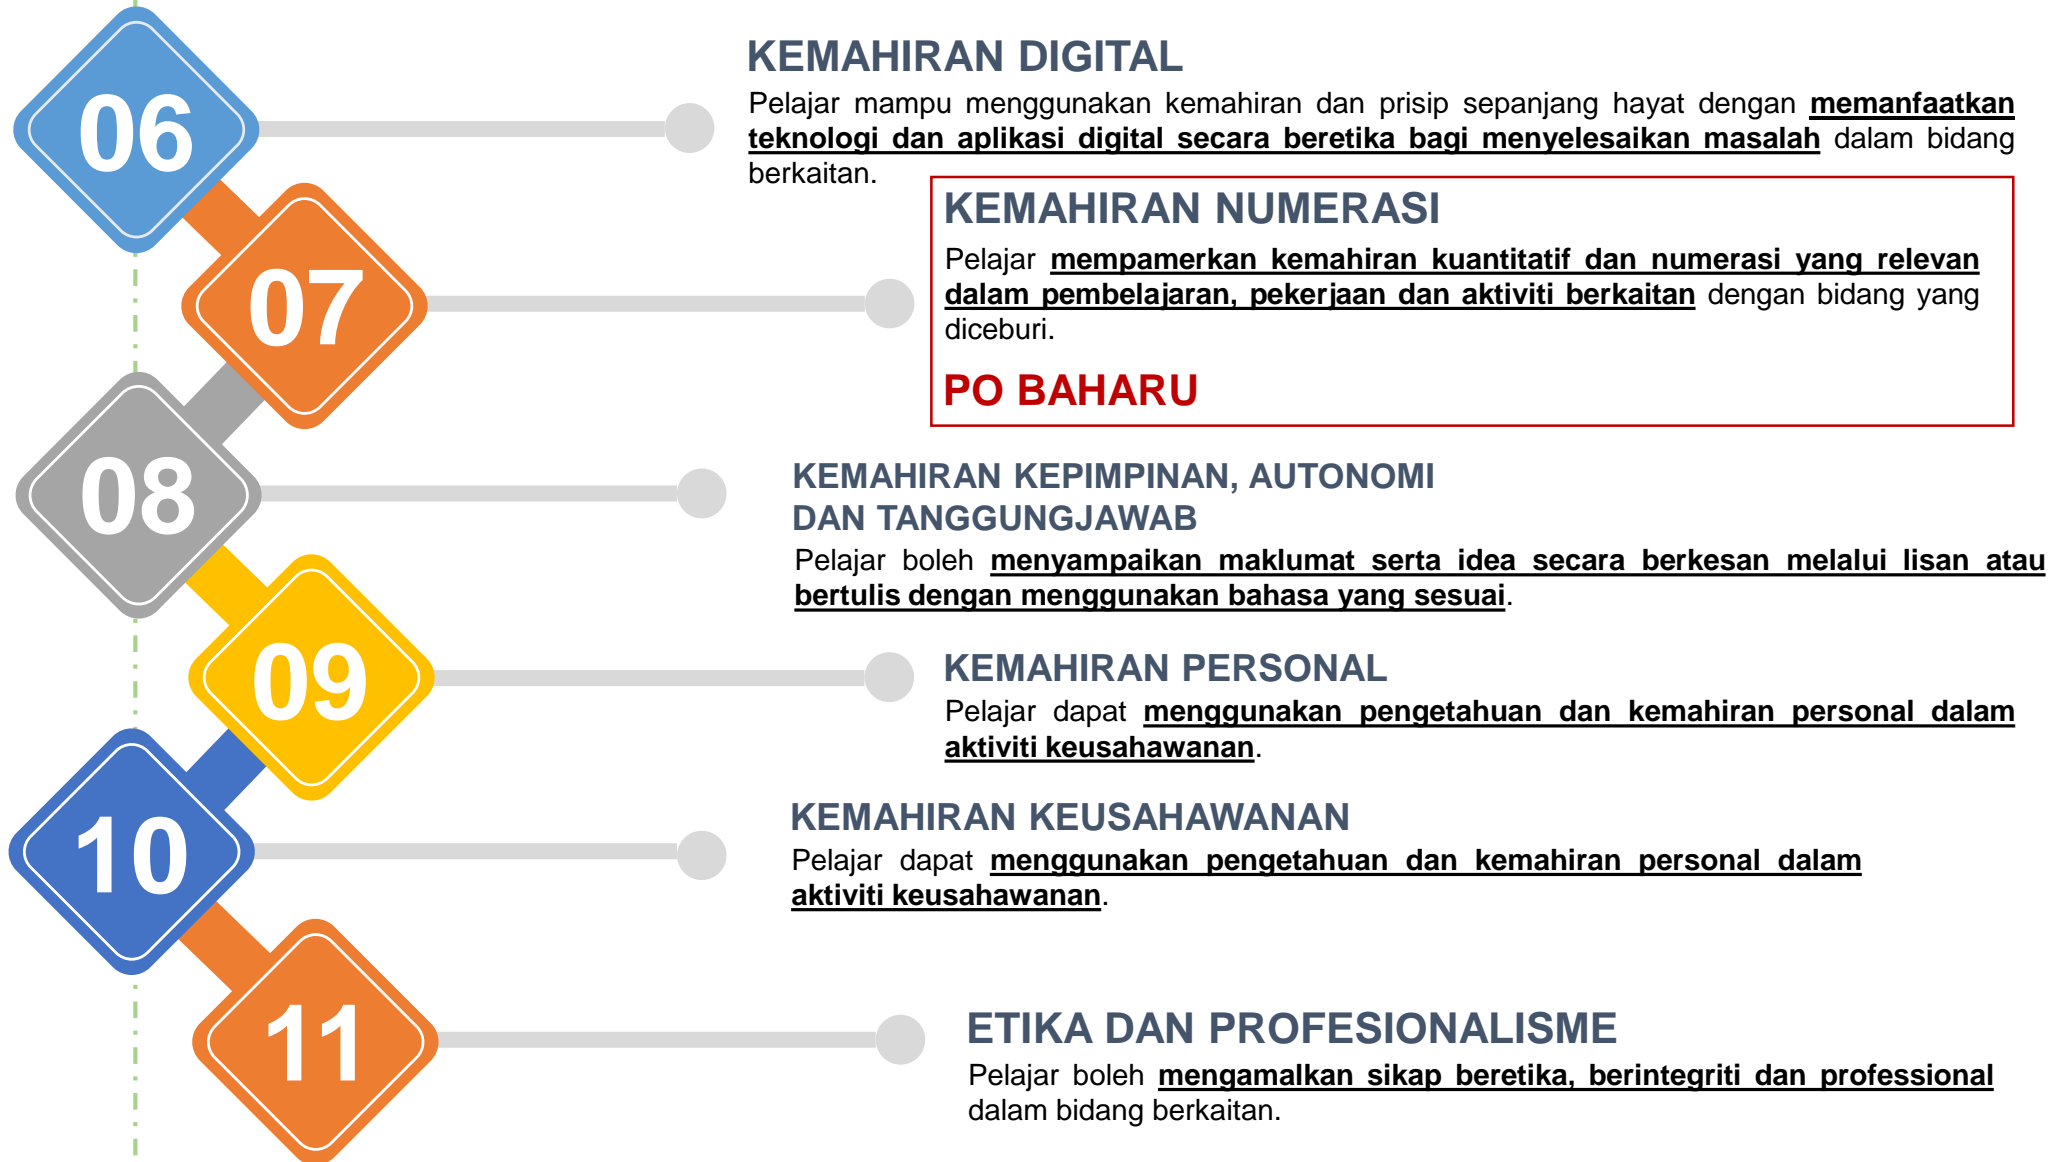 06
KEMAHIRAN DIGITAL
Pelajar mampu menggunakan kemahiran dan prisip sepanjang hayat dengan memanfaatkan
teknologi dan aplikasi digital secara beretika bagi menyelesaikan masalah dalam bidang
berkaitan.
07
KEMAHIRAN NUMERASI
Pelajar mempamerkan kemahiran kuantitatif dan numerasi yang relevan
dalam pembelajaran, pekerjaan dan aktiviti berkaitan dengan bidang yang
diceburi.
PO BAHARU
08
KEMAHIRAN KEPIMPINAN, AUTONOMI
DAN TANGGUNGJAWAB
Pelajar boleh menyampaikan maklumat serta idea secara berkesan melalui lisan atau
bertulis dengan menggunakan bahasa yang sesuai.
09
KEMAHIRAN PERSONAL
Pelajar dapat menggunakan pengetahuan dan kemahiran personal dalam
aktiviti keusahawanan.
10
KEMAHIRAN KEUSAHAWANAN
Pelajar dapat menggunakan pengetahuan dan kemahiran personal dalam
aktiviti keusahawanan.
11
ETIKA DAN PROFESIONALISME
Pelajar boleh mengamalkan sikap beretika, berintegriti dan professional
dalam bidang berkaitan.